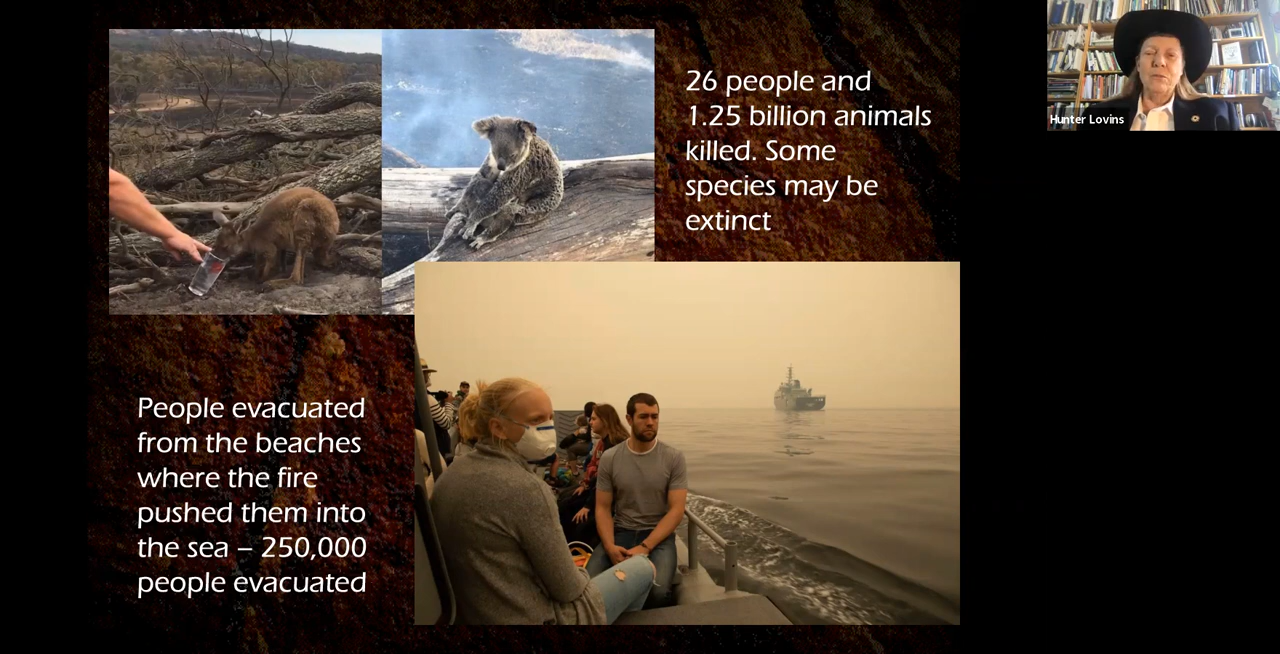 26 people and
1.25 billion animals
killed. Some
species may be
extinct
Hunter Lovins
People evacuated
from the beaches
where the fire
pushed them into
the sea – 250,000
people evacuated